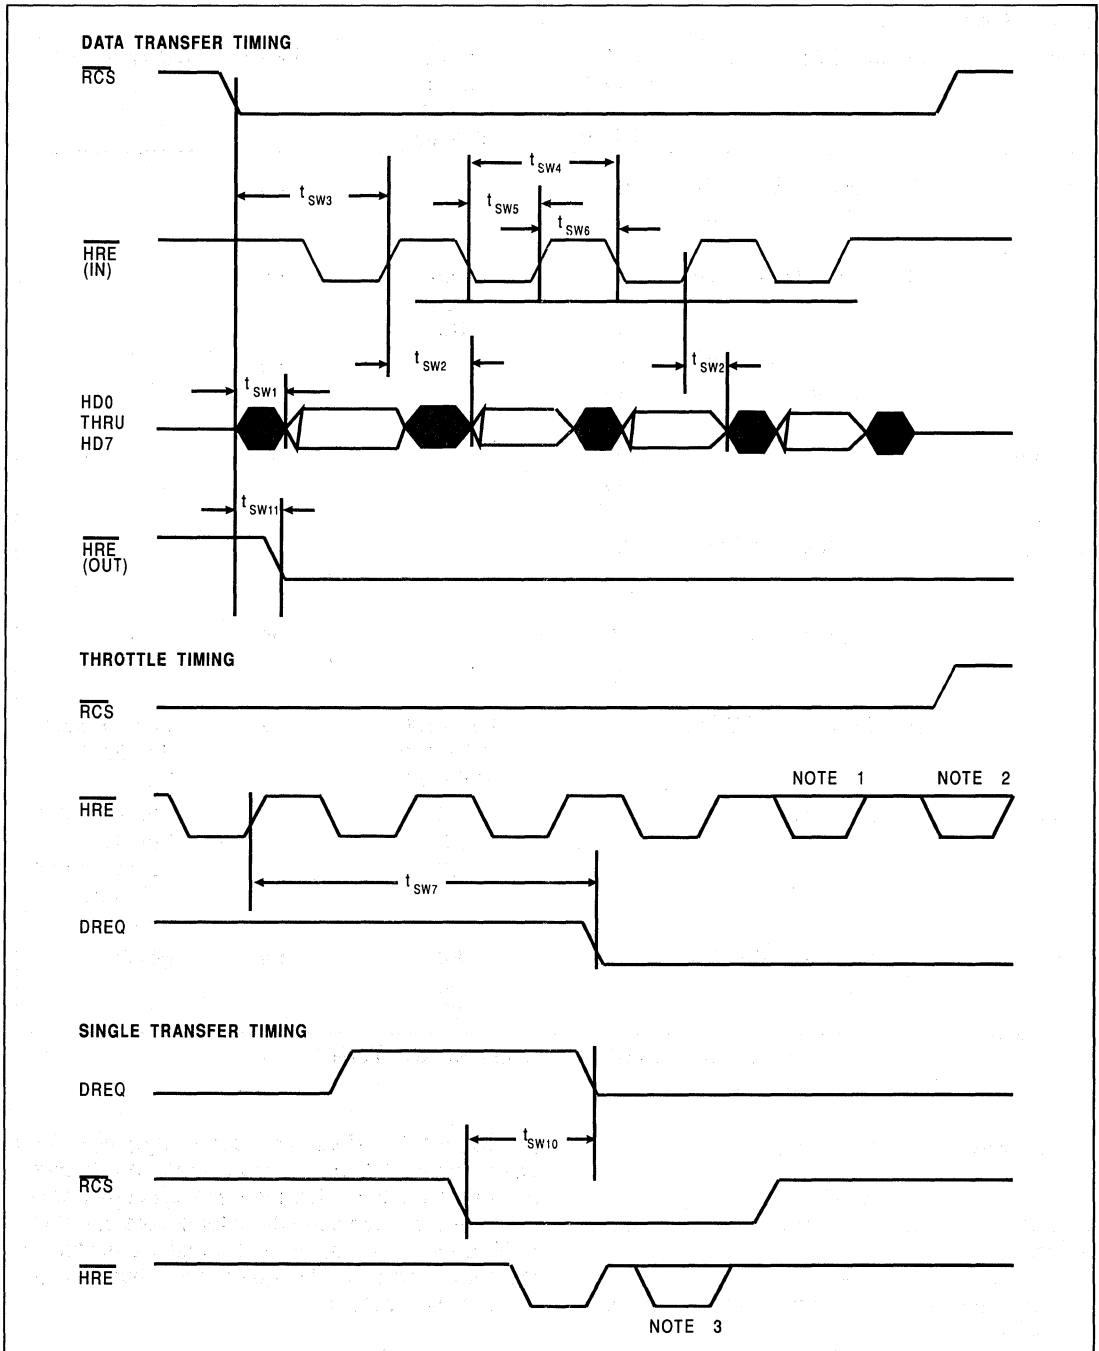 DATA TRANSFER TIMING
RCS
tSW4
tSW3
tSW5
tSW6
HRE
(IN)
tSW2
tSW2
tSW1
HD0
THRU
HD7
tSW11
HRE
(OUT)
THROTTLE TIMING
RCS
NOTE 1
NOTE 2
HRE
tSW7
DREQ
SINGLE TRANSFER TIMING
DREQ
tSW10
RCS
HRE
NOTE 3